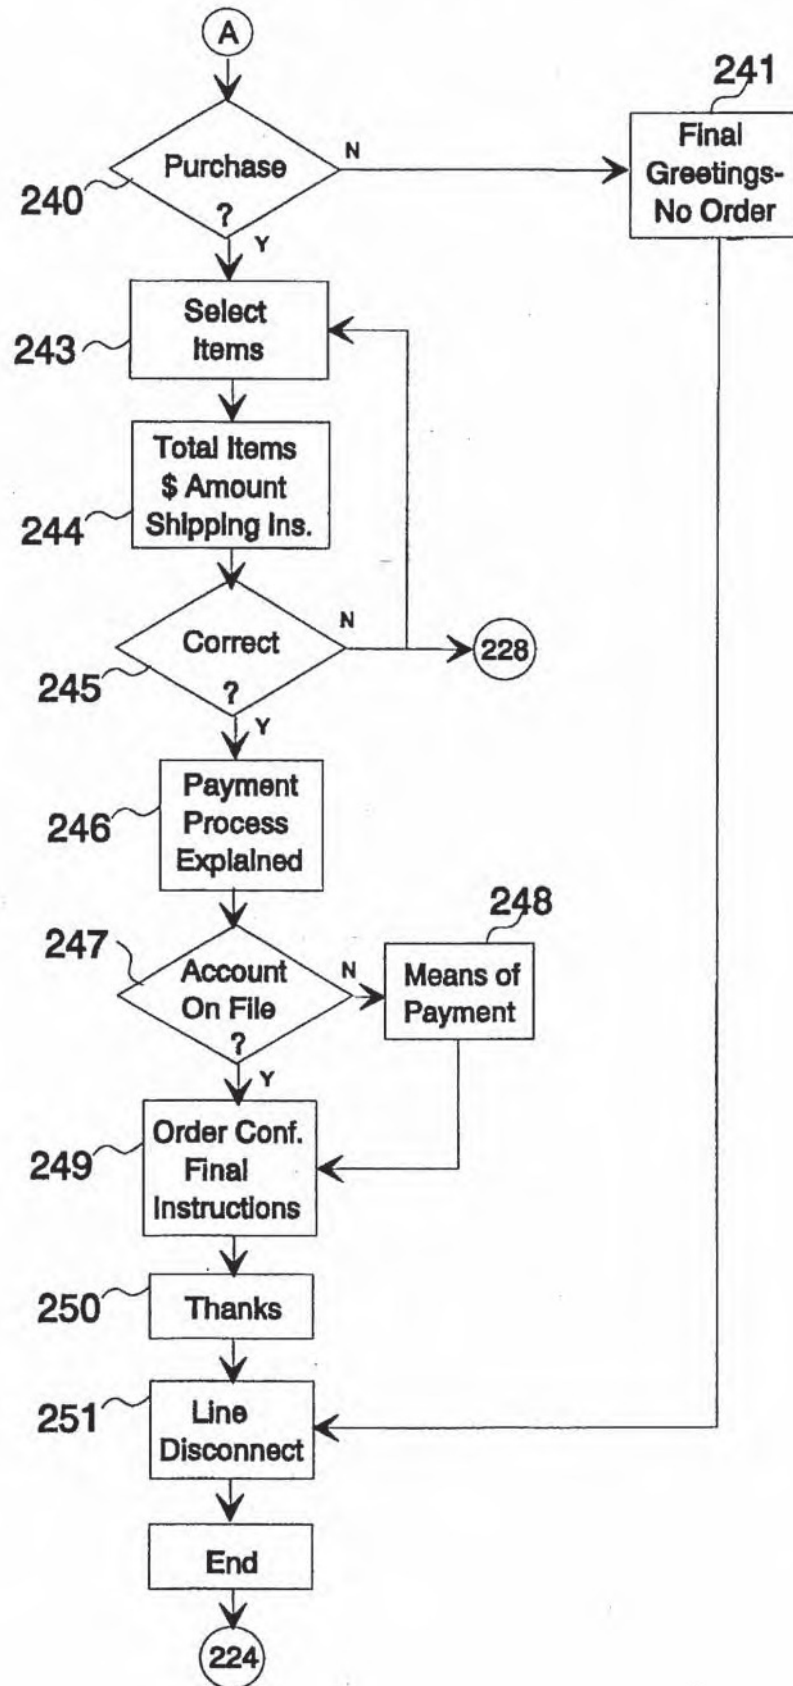 A
241
Final
Greetings-
No Order
Purchase
?
N
240
Y
Select
Items
243
Total Items
$ Amount
Shipping Ins.
244
Correct
?
N
228
245
Y
Payment
Process
Explained
246
248
247
Account
On File
?
N
Means of
Payment
Y
Order Conf.
Final
Instructions
249
Thanks
250
Line
Disconnect
251
End
224